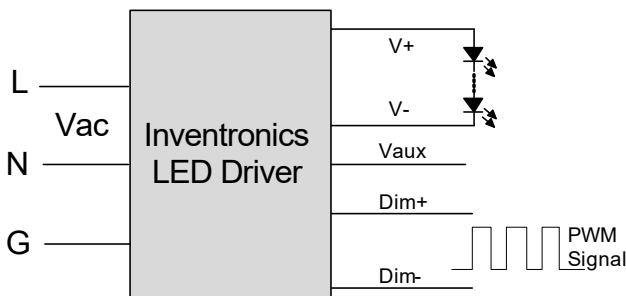 L
Vac
N
G
Inventronics
LED Driver
V+
V-
Vaux
Dim+
Dim-
PWM
Signal